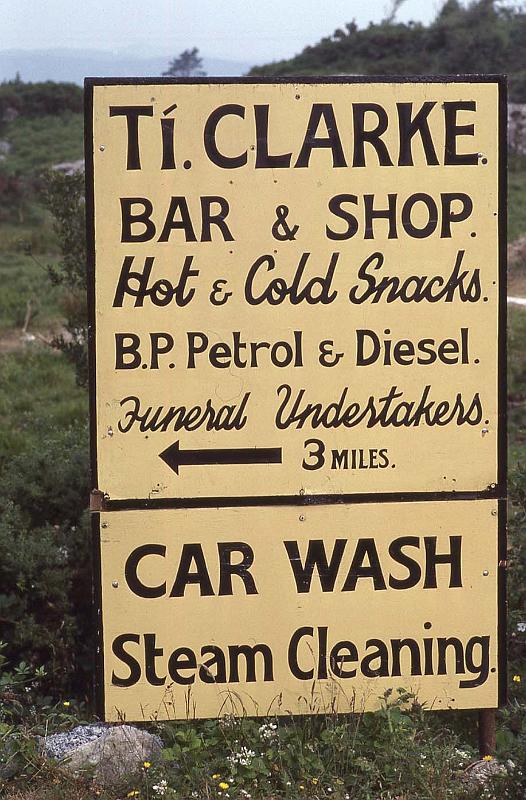 Tí. CLARKE.
BAR & SHOP.
Hot & Cold Snacks.
B.P. Petrol & Diesel.
Funeral Undertakers.
3 MILES.
CAR WASH
Steam Cleaning.